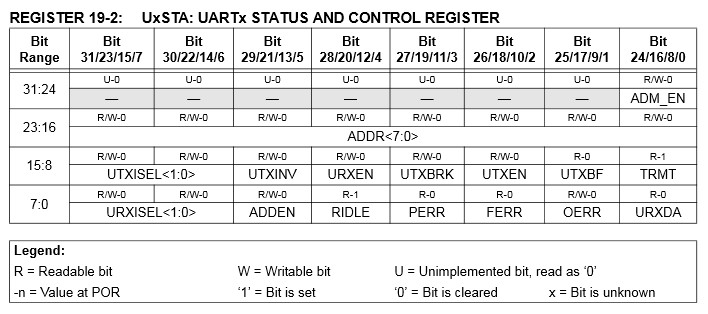 REGISTER 19-2: UxSTA: UARTx STATUS AND CONTROL REGISTER
Bit Range Bit 31/23/15/7 Bit 30/22/14/6 Bit 29/21/13/5 Bit 28/20/12/4 Bit 27/19/11/3 Bit 26/18/10/2 Bit 25/17/9/1 Bit 24/16/8/0
31:24 U-0 U-0 U-0 U-0 U-0 U-0 U-0 R/W-0
— — — — — — — ADM_EN
23:16 R/W-0 R/W-0 R/W-0 R/W-0 R/W-0 R/W-0 R/W-0 R/W-0
ADDR<7:0>
15:8 R/W-0 R/W-0 R/W-0 R/W-0 R/W-0 R/W-0 R-0 R-1
UTXISEL<1:0> UTXINV URXEN UTXBRK UTXEN UTXBF TRMT
7:0 R/W-0 R/W-0 R/W-0 R-1 R-0 R-0 R/W-0 R-0
URXISEL<1:0> ADDEN RIDLE PERR FERR OERR URXDA
Legend:
R = Readable bit W = Writable bit U = Unimplemented bit, read as ‘0’
-n = Value at POR ‘1’ = Bit is set ‘0’ = Bit is cleared x = Bit is unknown